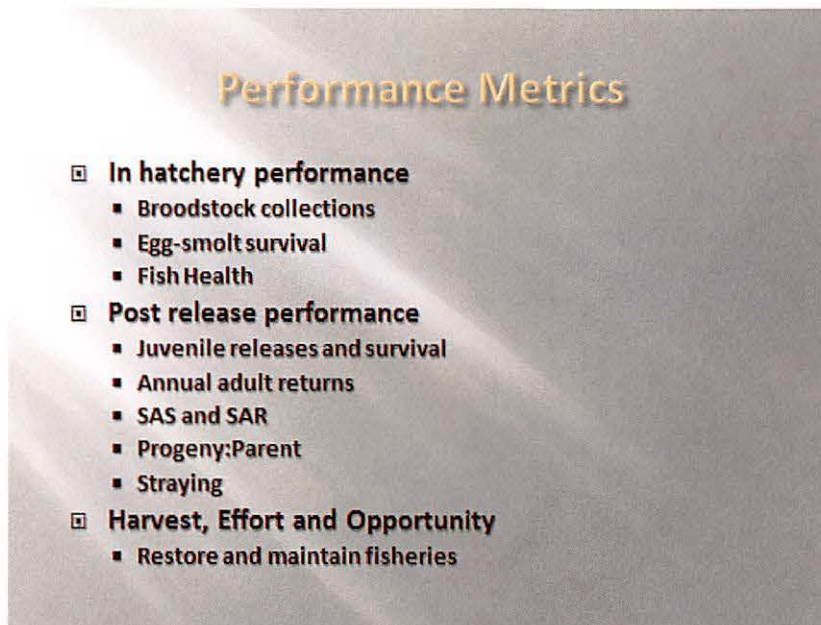 Performance Metrics
In hatchery performance
Broodstock collections
Egg-smolt survival
Fish Health
Post release performance
Juvenile releases and survival
Annual adult returns
SAS and SAR
Progeny:Parent
Straying
Harvest, Effort and Opportunity
Restore and maintain fisheries